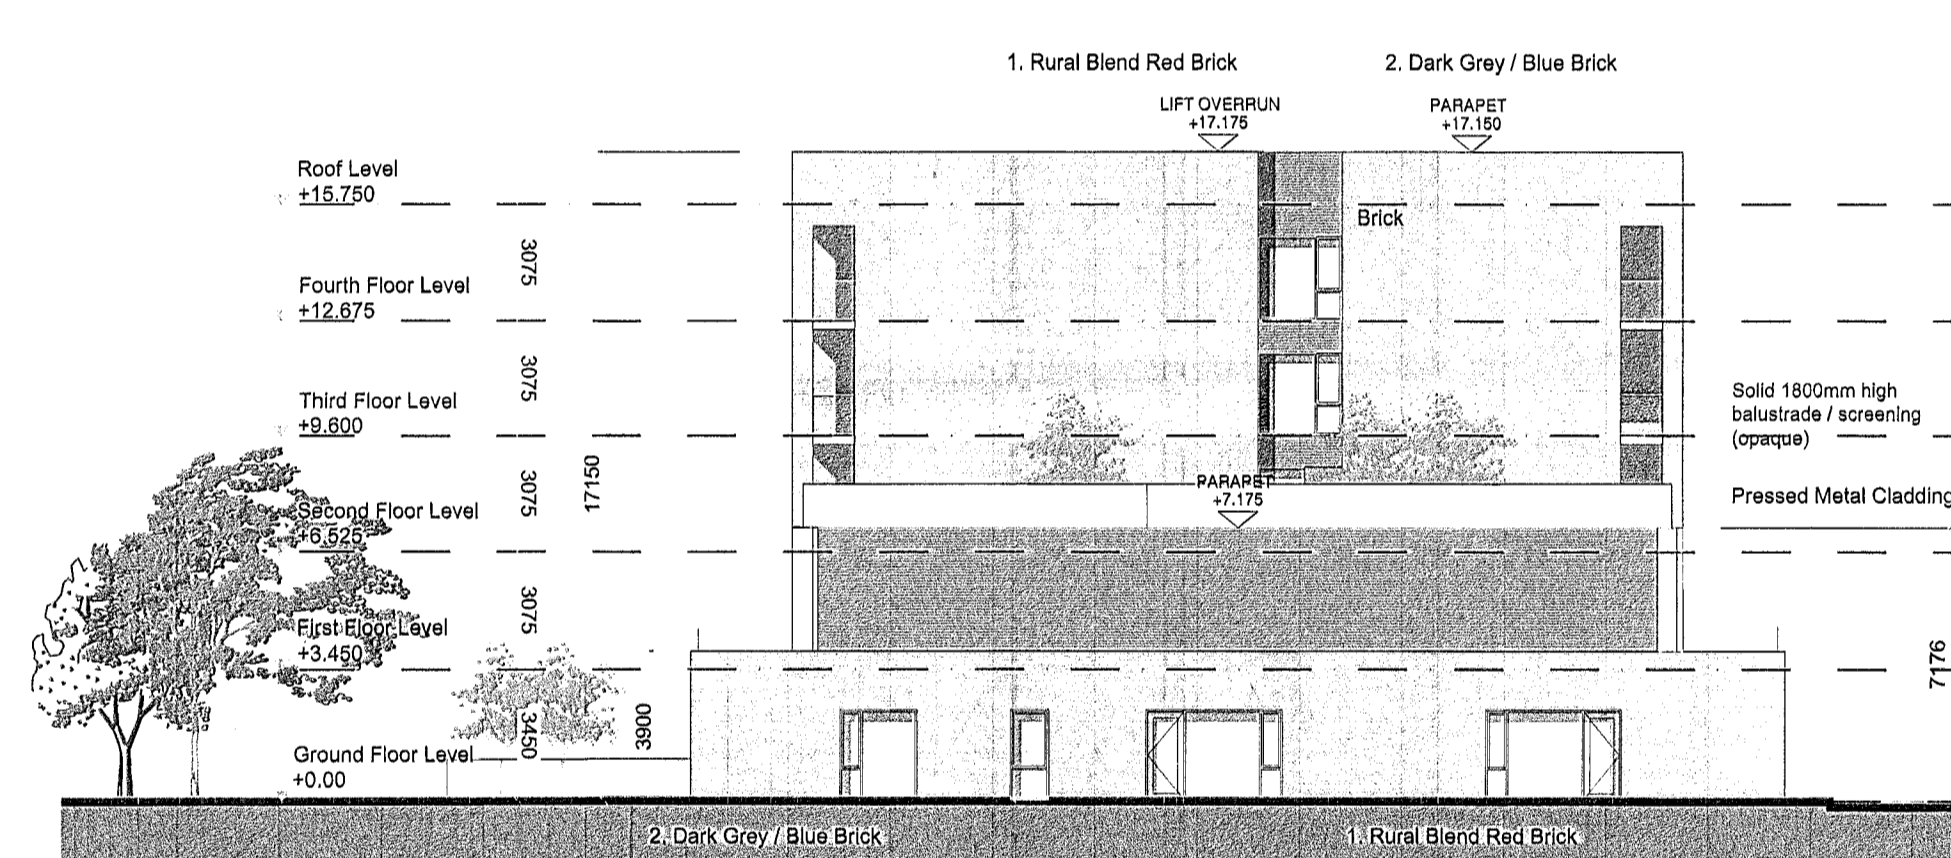 1. Rural Blend Red Brick
2. Dark Grey / Blue Brick
LIFT OVERRUN
+17.175
PARAPET
+17.150
Roof Level
+15.750
Brick
3075
Fourth Floor Level
+12.675
3075
Third Floor Level
+9.600
Solid 1800mm high
balustrade / screening
(opaque)
3075
17150
PARAPET
+7.175
Pressed Metal Cladding
Second Floor Level
+6.525
3075
First Floor Level
+3.450
7176
3450
3900
Ground Floor Level
+0.00
2. Dark Grey / Blue Brick
1. Rural Blend Red Brick